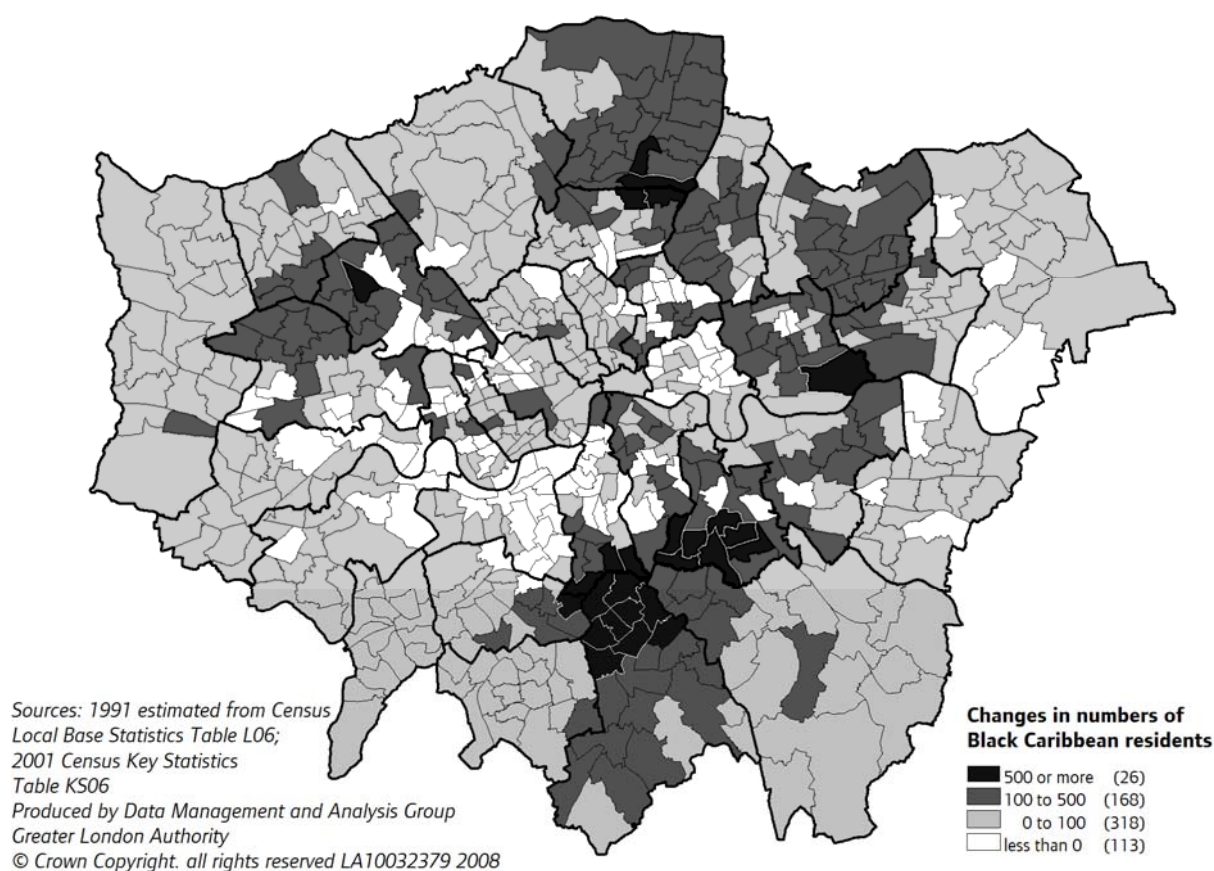 Sources: 1991 estimated from Census
Local Base Statistics Table L06;
2001 Census Key Statistics
Table KS06
Produced by Data Management and Analysis Group
Greater London Authority
© Crown Copyright. all rights reserved LA10032379 2008
Changes in numbers of
Black Caribbean residents
500 or more (26)
100 to 500 (168)
0 to 100 (318)
less than 0 (113)